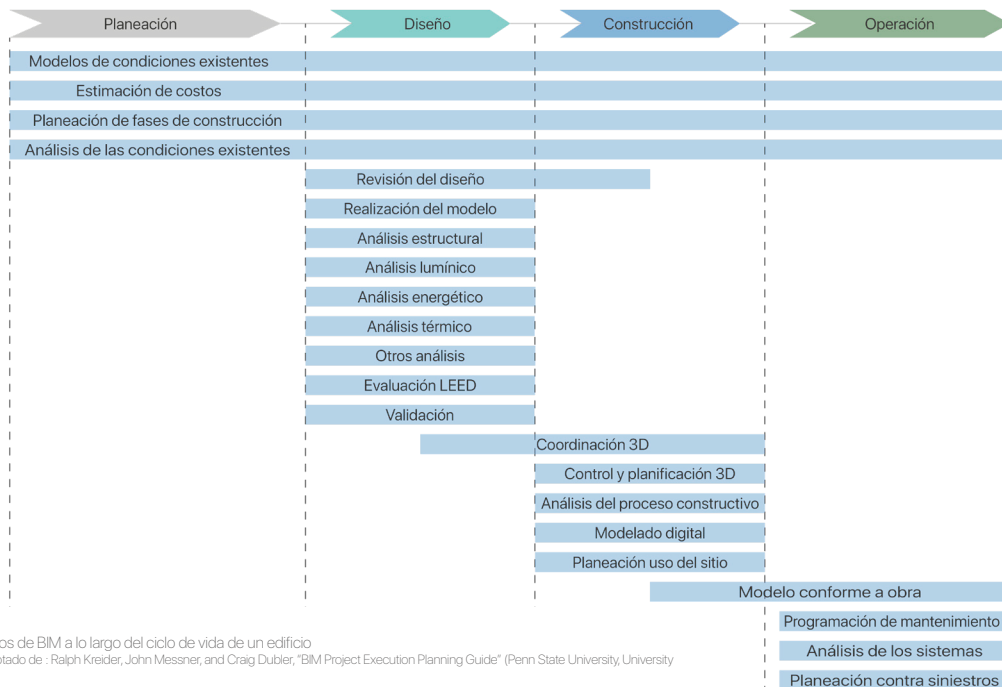 Planeación
Diseño
Construcción
Operación
Modelos de condiciones existentes
Estimación de costos
Planeación de fases de construcción
Análisis de las condiciones existentes
Revisión del diseño
Realización del modelo
Análisis estructural
Análisis lumínico
Análisis energético
Análisis térmico
Otros análisis
Evaluación LEED
Validación
Coordinación 3D
Control y planificación 3D
Análisis del proceso constructivo
Modelado digital
Planeación uso del sitio
Modelo conforme a obra
Programación de mantenimiento
Análisis de los sistemas
Planeación contra siniestros
os de BIM a lo largo del ciclo de vida de un edificio
tado de : Ralph Kreider, John Messner, and Craig Dubler, "BIM Project Execution Planning Guide" (Penn State University, University